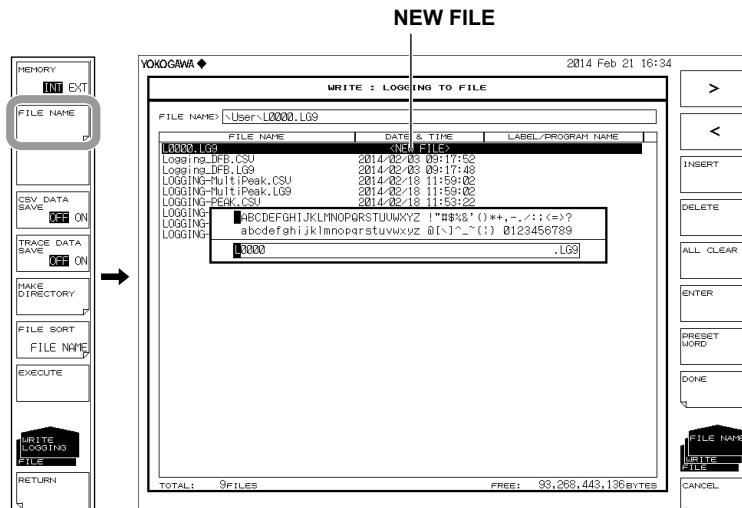 NEW FILE
MEMORY
INT EXT
FILE NAME
CSV DATA
SAVE
OFF ON
TRACE DATA
SAVE
OFF ON
MAKE
DIRECTORY
FILE SORT
FILE NAME
EXECUTE
WRITE
LOGGING
FILE
RETURN
YOKOGAWA 2014 Feb 21 16:34
WRITE : LOGGING TO FILE
FILE NAME> \User\L0000.LG9
FILE NAME DATE & TIME LABEL/PROGRAM NAME
L0000.LG9 <NEW FILE>
Logging_DFB.CSV 2014/02/03 09:17:52
Logging_DFB.LG9 2014/02/03 09:17:48
LOGGING-MultiPeak.CSV 2014/02/18 11:59:02
LOGGING-MultiPeak.LG9 2014/02/18 11:59:02
LOGGING-PEAK.CSV 2014/02/18 11:53:22
LOGGING-
LOGGING-
LOGGING-
ABCDEFGHIJKLMNOPQRSTUVWXYZ !"#$%&'()*+,-./:;<=>?
abcdefghijklmnopqrstuvwxyz @[\]^_~{¦} 0123456789
L0000 .LG9
TOTAL: 9FILES FREE: 93,268,443,136BYTES
>
<
INSERT
DELETE
ALL CLEAR
ENTER
PRESET
WORD
DONE
FILE NAME
WRITE
FILE
CANCEL